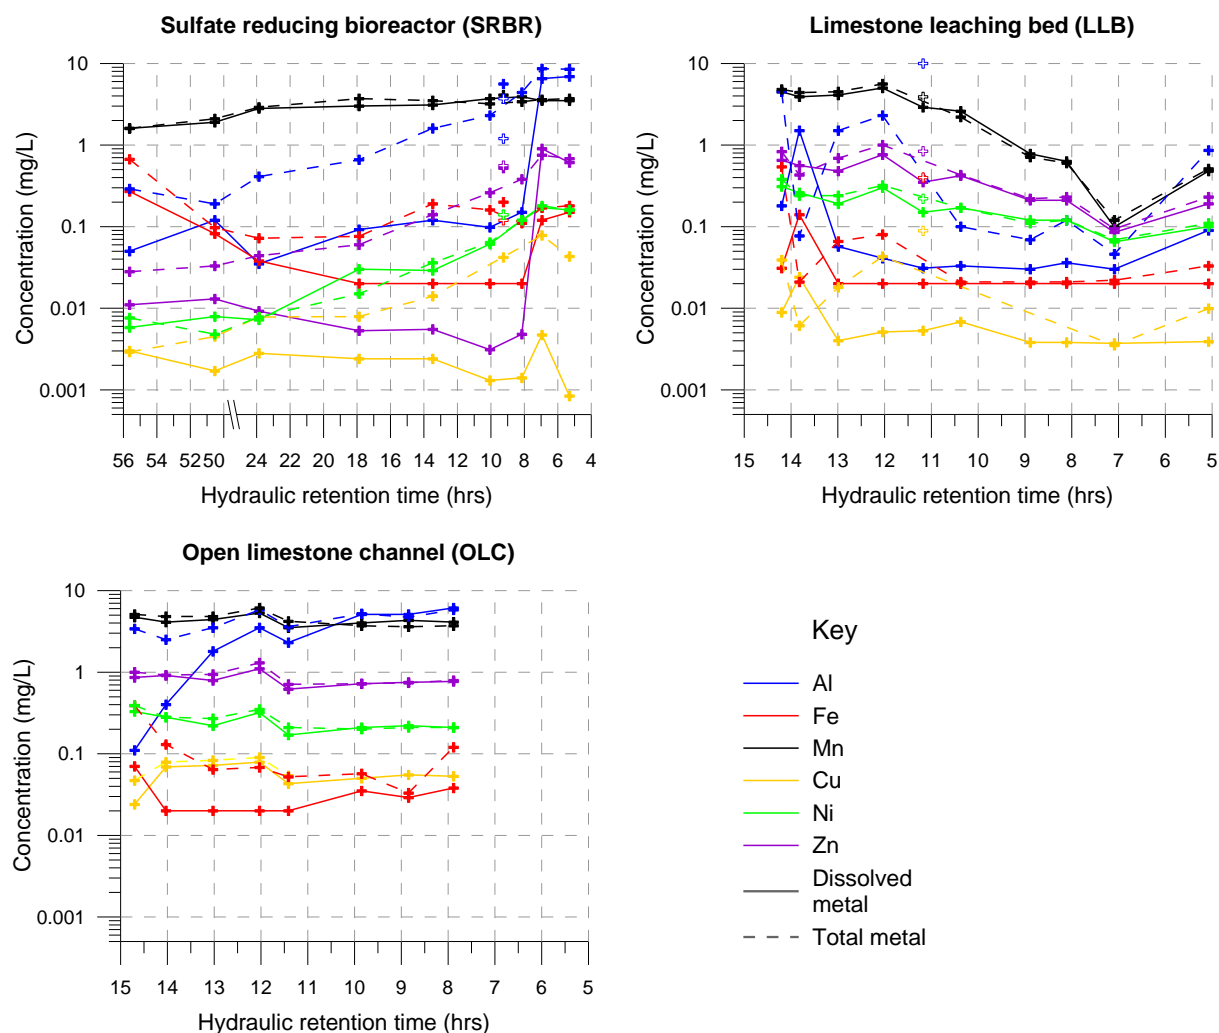 Sulfate reducing bioreactor (SRBR)
Limestone leaching bed (LLB)
10
1
0.1
0.01
0.001
Concentration (mg/L)
56 54 52 50 24 22 20 18 16 14 12 10 8 6 4
Hydraulic retention time (hrs)
10
1
0.1
0.01
0.001
Concentration (mg/L)
15 14 13 12 11 10 9 8 7 6 5
Hydraulic retention time (hrs)
Open limestone channel (OLC)
10
1
0.1
0.01
0.001
Concentration (mg/L)
15 14 13 12 11 10 9 8 7 6 5
Hydraulic retention time (hrs)
Key
Al
Fe
Mn
Cu
Ni
Zn
Dissolved
metal
Total metal